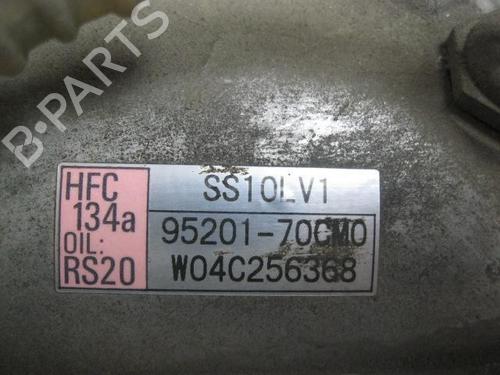 B-PARTS
HFC
134a
OIL:
RS20
SS10LV1
95201-70CM0
W04C256368